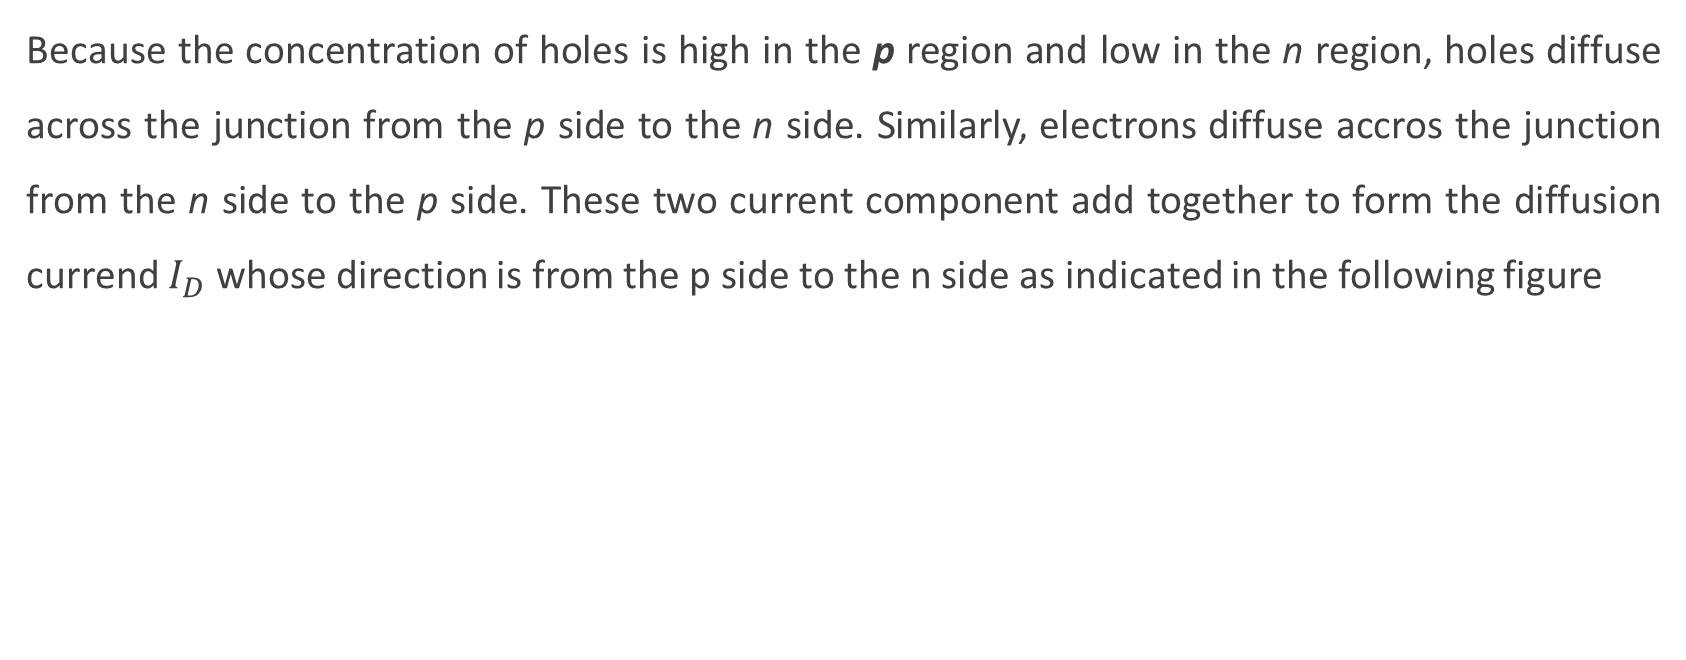 Because the concentration of holes is high in the p region and low in the n region, holes diffuse
across the junction from the p side to the n side. Similarly, electrons diffuse accros the junction
from the n side to the p side. These two current component add together to form the diffusion
currend I_D whose direction is from the p side to the n side as indicated in the following figure